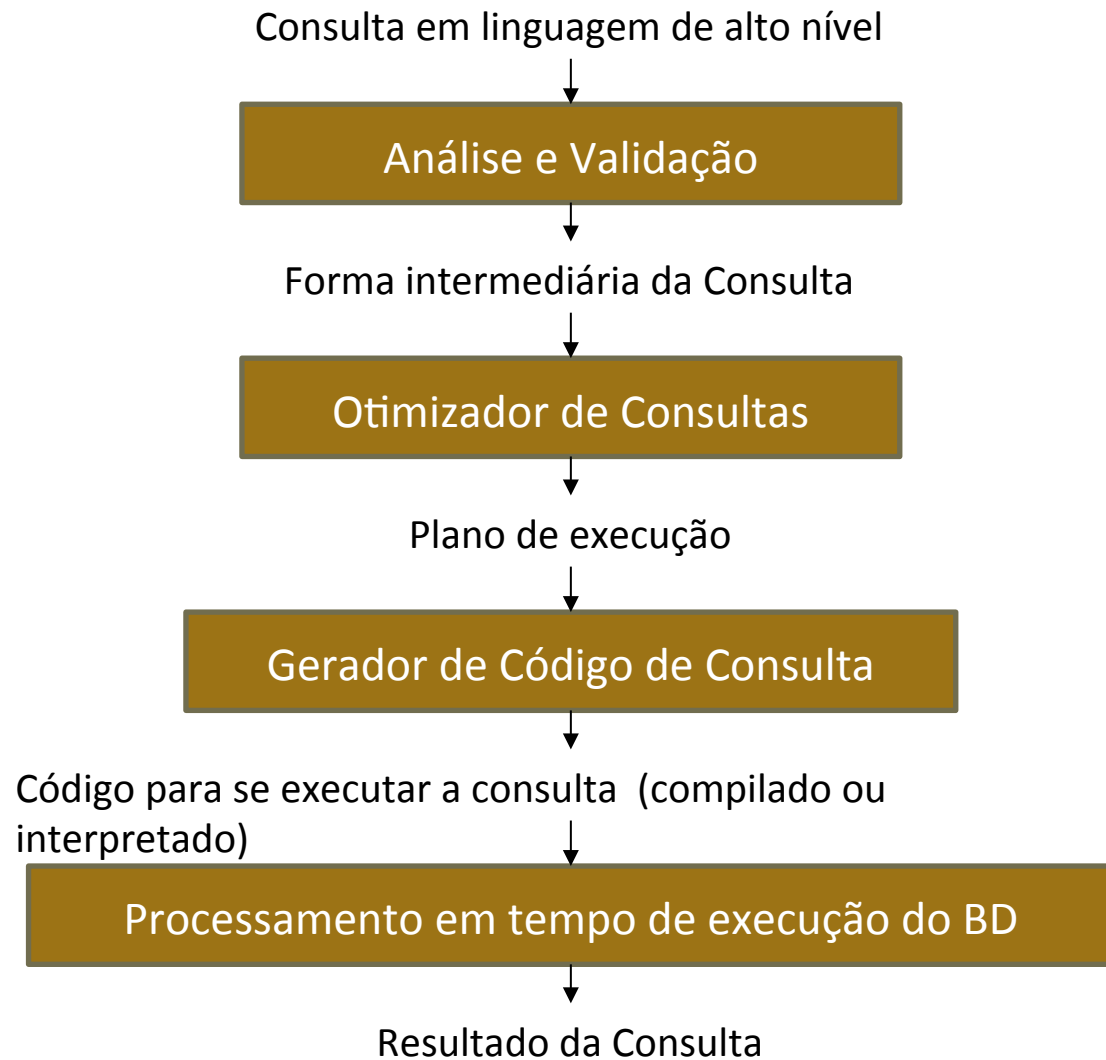 Consulta em linguagem de alto nível
Análise e Validação
Forma intermediária da Consulta
Otimizador de Consultas
Plano de execução
Gerador de Código de Consulta
Código para se executar a consulta  (compilado ou
interpretado)
Processamento em tempo de execução do BD
Resultado da Consulta